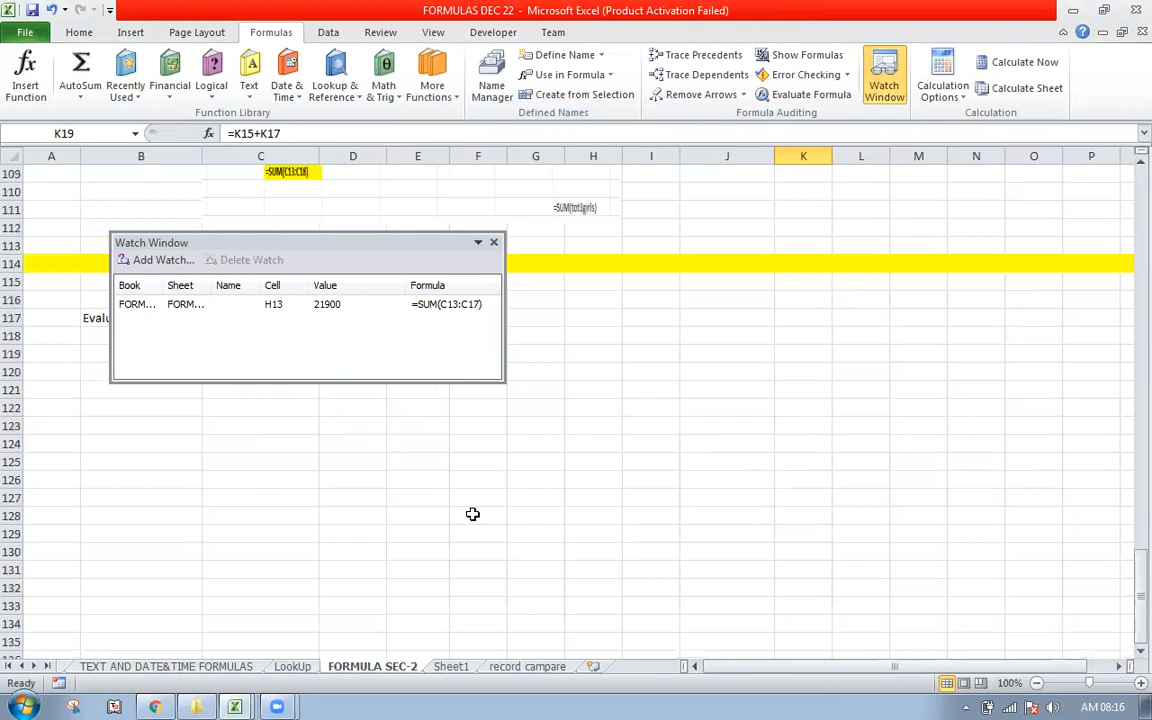 FORMULAS DEC 22 - Microsoft Excel (Product Activation Failed)
File Home Insert Page Layout Formulas Data Review View Developer Team
Insert Function
AutoSum
Recently Used
Financial
Logical
Text
Date & Time
Lookup & Reference
Math & Trig
More Functions
Function Library
Name Manager
Define Name
Use in Formula
Create from Selection
Defined Names
Trace Precedents
Trace Dependents
Remove Arrows
Show Formulas
Error Checking
Evaluate Formula
Formula Auditing
Watch Window
Calculation Options
Calculate Now
Calculate Sheet
Calculation
K19 fx =K15+K17
A B C D E F G H I J K L M N O P
109 =SUM(C13:C18)
110
111 =SUM(tot3girls)
112
113
114
115
116
117 Evalu
118
119
120
121
122
123
124
125
126
127
128
129
130
131
132
133
134
135
Watch Window
Add Watch... Delete Watch
Book Sheet Name Cell Value Formula
FORM... FORM... H13 21900 =SUM(C13:C17)
TEXT AND DATE&TIME FORMULAS LookUp FORMULA SEC-2 Sheet1 record campare
Ready 100%
AM 08:16